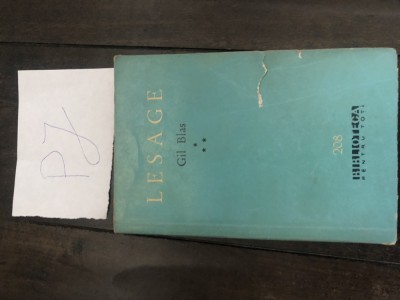 PJ
LESAGE
Gil Blas
***
208
BIBLIOTECA
PENTRU TOȚI